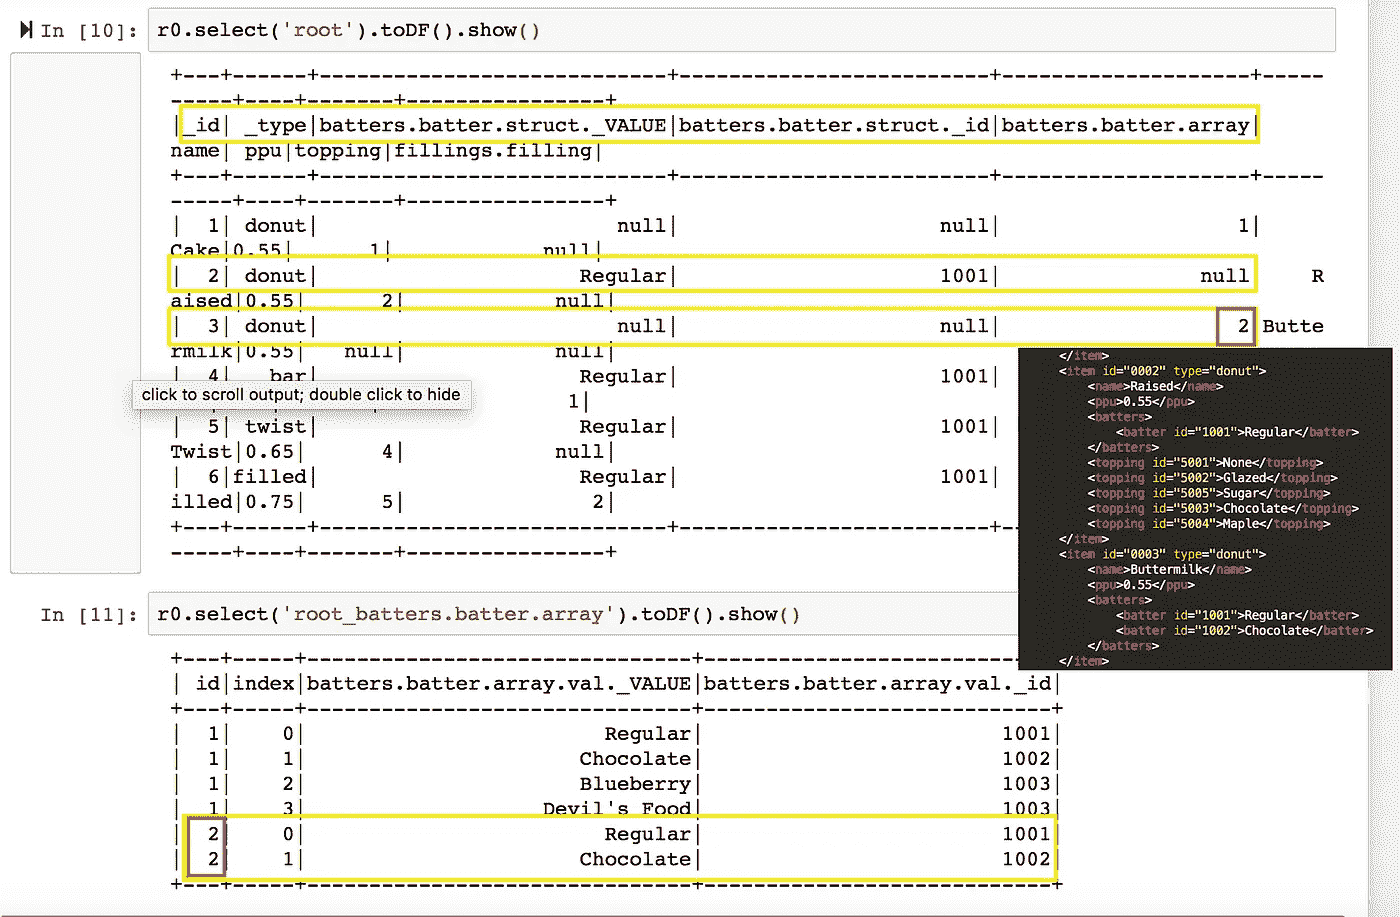 In [10]: r0.select('root').toDF().show()
+---+------+----------------------------+-------------------------+--------------------+-----
-----+----+-------+----------------+
|_id| _type|batters.batter.struct._VALUE|batters.batter.struct._id|batters.batter.array|
name| ppu|topping|fillings.filling|
+---+------+----------------------------+-------------------------+--------------------+-----
-----+----+-------+----------------+
| 1| donut| null| null| 1|
Cake|0.55| 1| null|
| 2| donut| Regular| 1001| null R
aised|0.55| 2| null|
| 3| donut| null| null| 2 Butte
rmilk|0.55| null| null|
| 4| bar| Regular| 1001|
click to scroll output; double click to hide 1|
| 5| twist| Regular| 1001|
Twist|0.65| 4| null|
| 6|filled| Regular| 1001|
illed|0.75| 5| 2|
+---+------+----------------------------+-------------------------+-
-----+----+-------+----------------+
</item>
<item id="0002" type="donut">
<name>Raised</name>
<ppu>0.55</ppu>
<batters>
<batter id="1001">Regular</batter>
</batters>
<topping id="5001">None</topping>
<topping id="5002">Glazed</topping>
<topping id="5005">Sugar</topping>
<topping id="5003">Chocolate</topping>
<topping id="5004">Maple</topping>
</item>
<item id="0003" type="donut">
<name>Buttermilk</name>
<ppu>0.55</ppu>
<batters>
<batter id="1001">Regular</batter>
<batter id="1002">Chocolate</batter>
</batters>
</item>
In [11]: r0.select('root_batters.batter.array').toDF().show()
+---+-----+-------------------------------+--------------------------
| id|index|batters.batter.array.val._VALUE|batters.batter.array.val._id|
+---+-----+-------------------------------+----------------------------+
| 1| 0| Regular| 1001|
| 1| 1| Chocolate| 1002|
| 1| 2| Blueberry| 1003|
| 1| 3| Devil's Food| 1003|
| 2| 0| Regular| 1001|
| 2| 1| Chocolate| 1002|
+---+-----+-------------------------------+----------------------------+